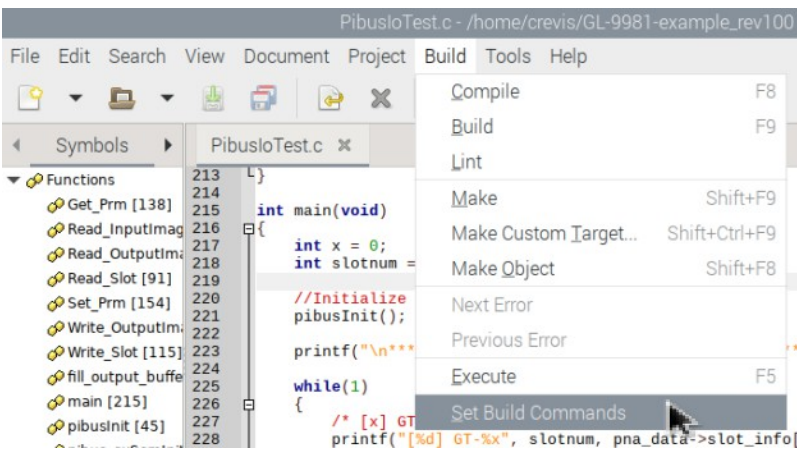 PibusIoTest.c - /home/crevis/GL-9981-example_rev100
File Edit Search View Document Project Build Tools Help
Symbols
PibusIoTest.c
Functions
Get_Prm [138]
Read_InputImag
Read_OutputIma
Read_Slot [91]
Set_Prm [154]
Write_OutputIma
Write_Slot [115]
fill_output_buffe
main [215]
pibusInit [45]
213 }
214
215 int main(void)
216 {
217 int x = 0;
218 int slotnum =
219
220 //Initialize
221 pibusInit();
222
223 printf("\n***
224
225 while(1)
226 {
227 /* [x] GT
228 printf("[%d] GT-%x", slotnum, pna_data->slot_info[
Compile F8
Build F9
Lint
Make Shift+F9
Make Custom Target... Shift+Ctrl+F9
Make Object Shift+F8
Next Error
Previous Error
Execute F5
Set Build Commands